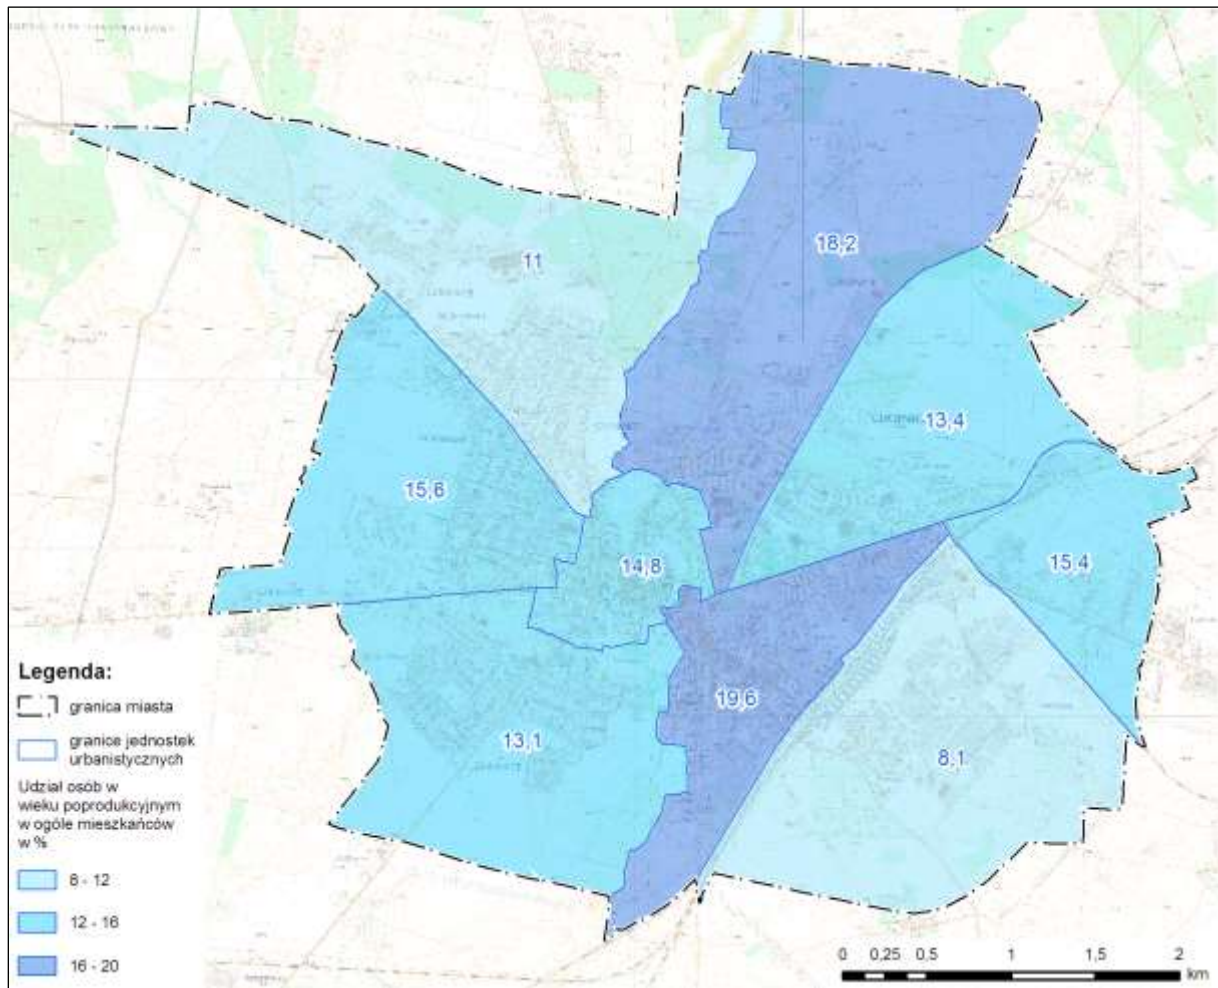 11
18,2
13,4
15,6
14,8
15,4
19,6
13,1
8,1
Legenda:
granica miasta
granice jednostek
urbanistycznych
Udział osób w
wieku poprodukcyjnym
w ogóle mieszkańców
w %
8 - 12
12 - 16
16 - 20
0 0,25 0,5 1 1,5 2
km